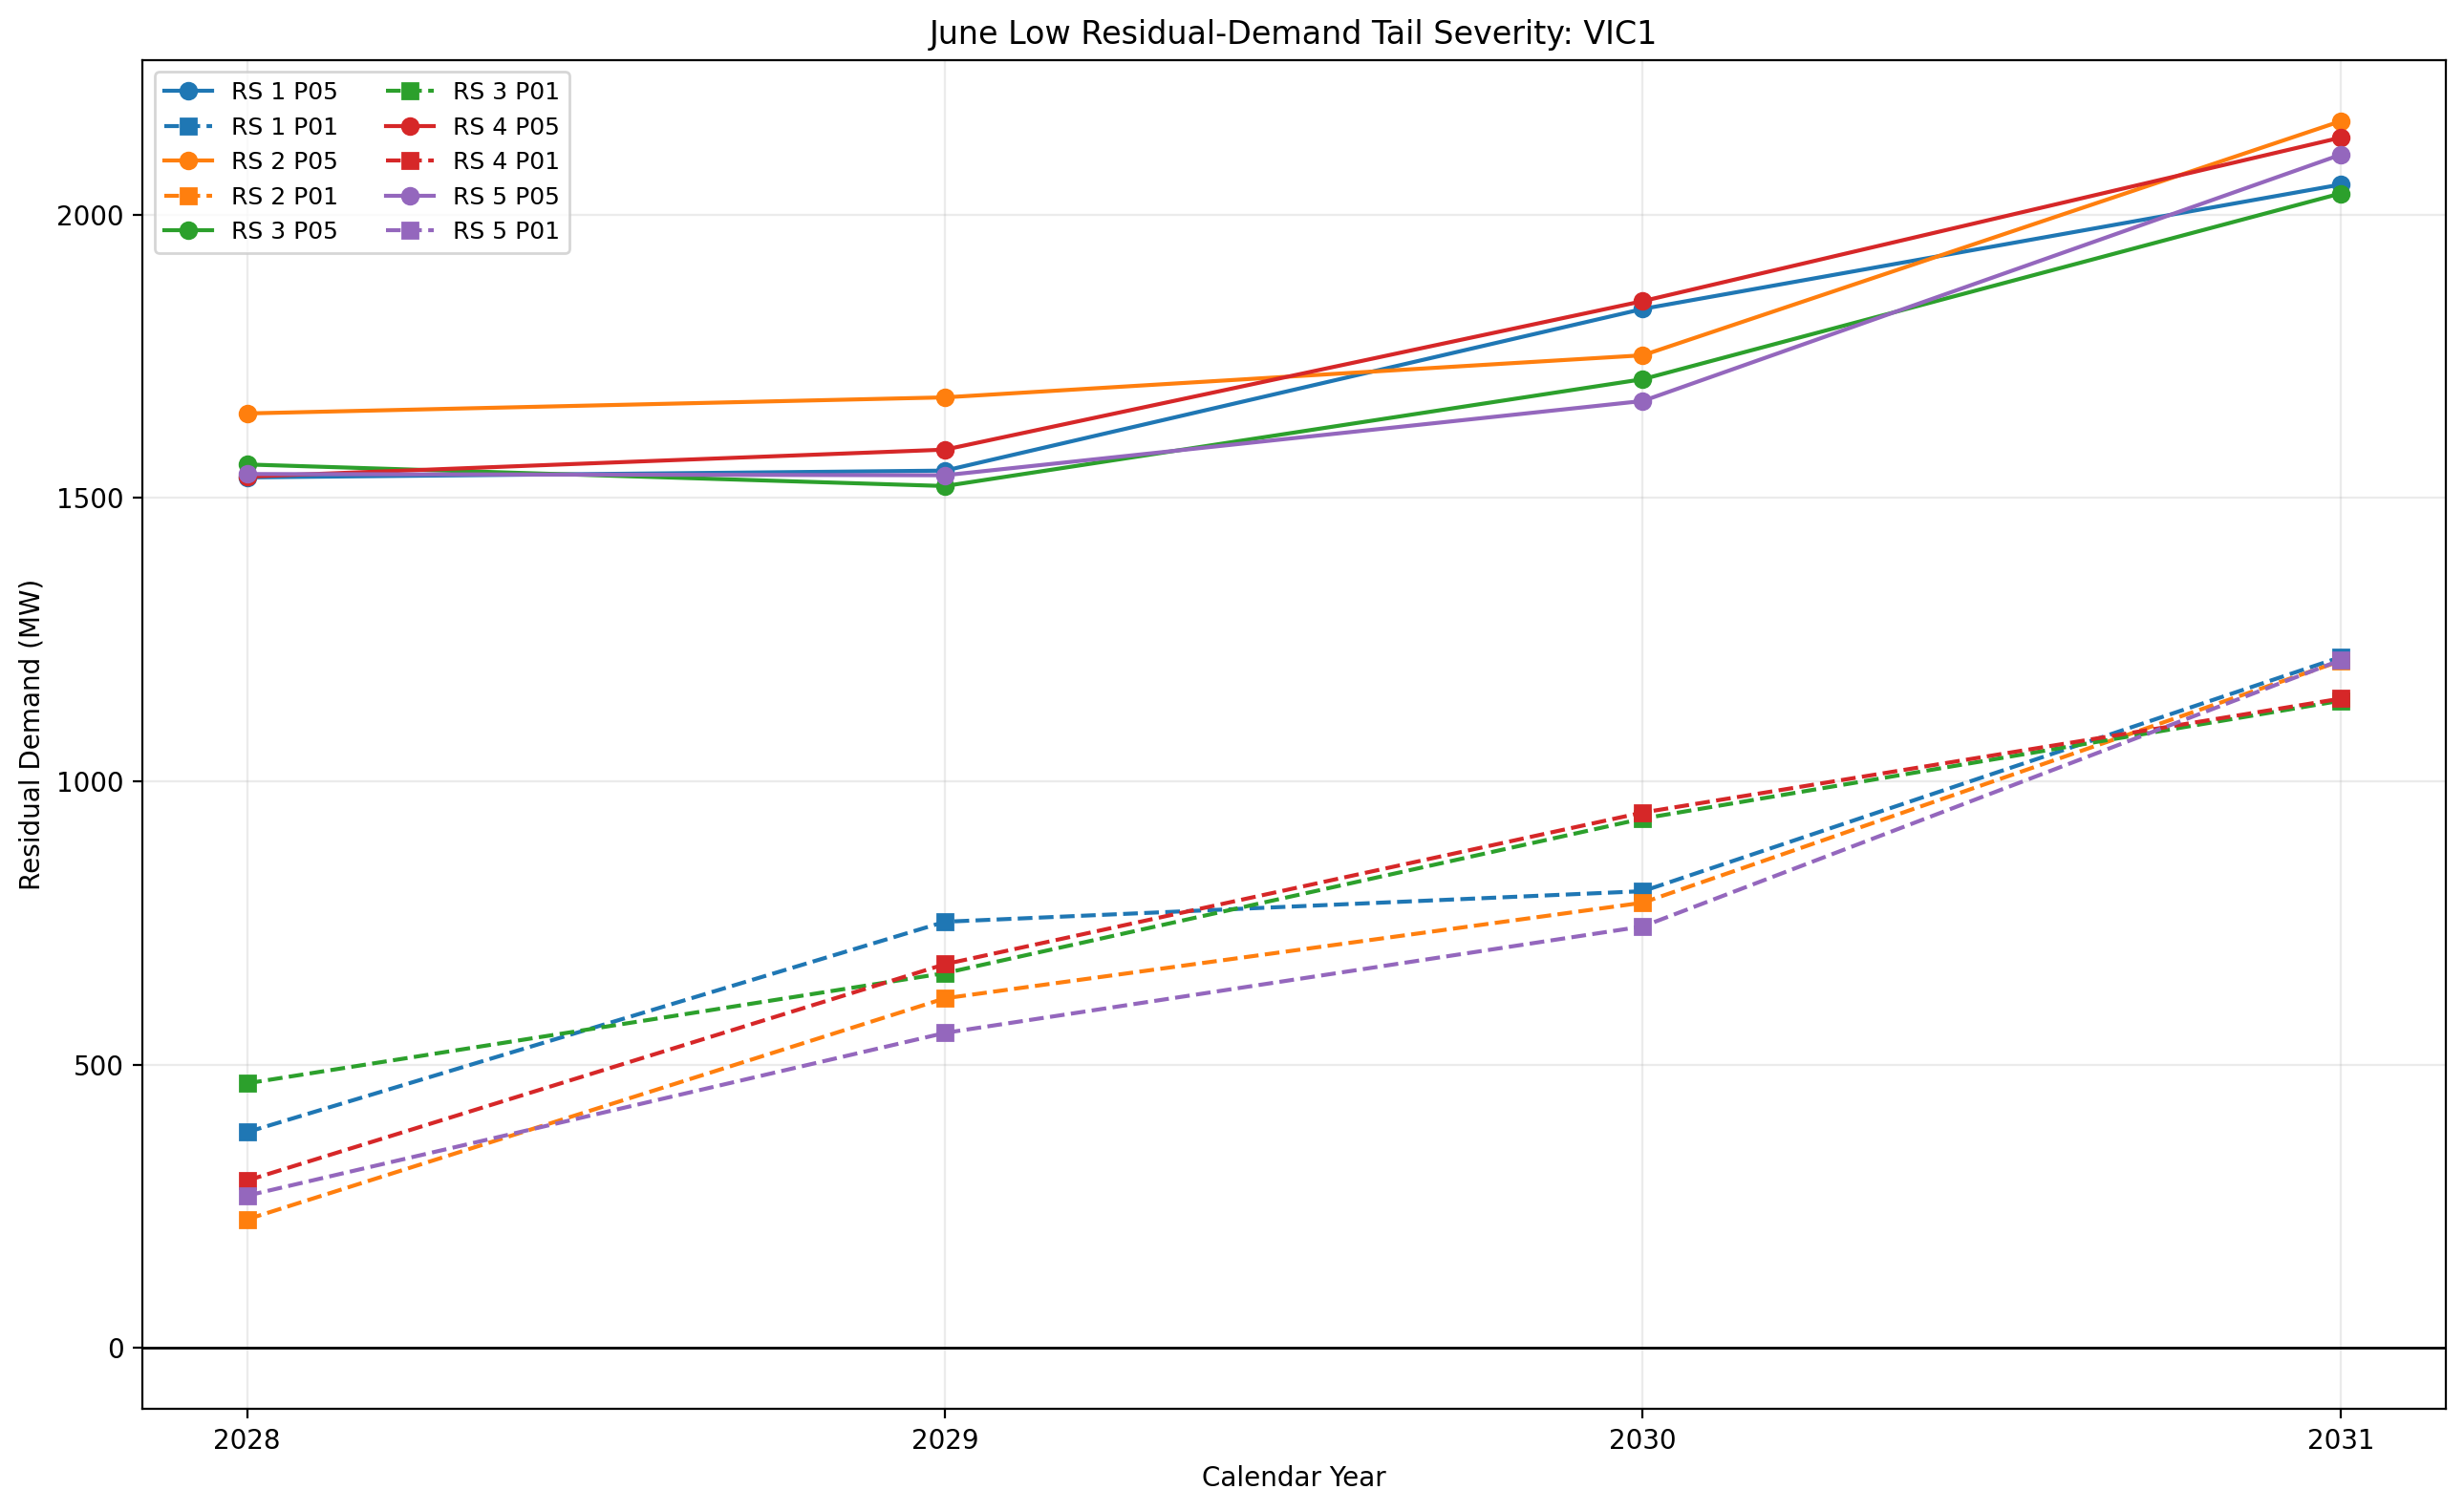 June Low Residual-Demand Tail Severity: VIC1
RS 1 P05
RS 1 P01
RS 2 P05
RS 2 P01
RS 3 P05
RS 3 P01
RS 4 P05
RS 4 P01
RS 5 P05
RS 5 P01
Residual Demand (MW)
2000
1500
1000
500
0
2028
2029
2030
2031
Calendar Year